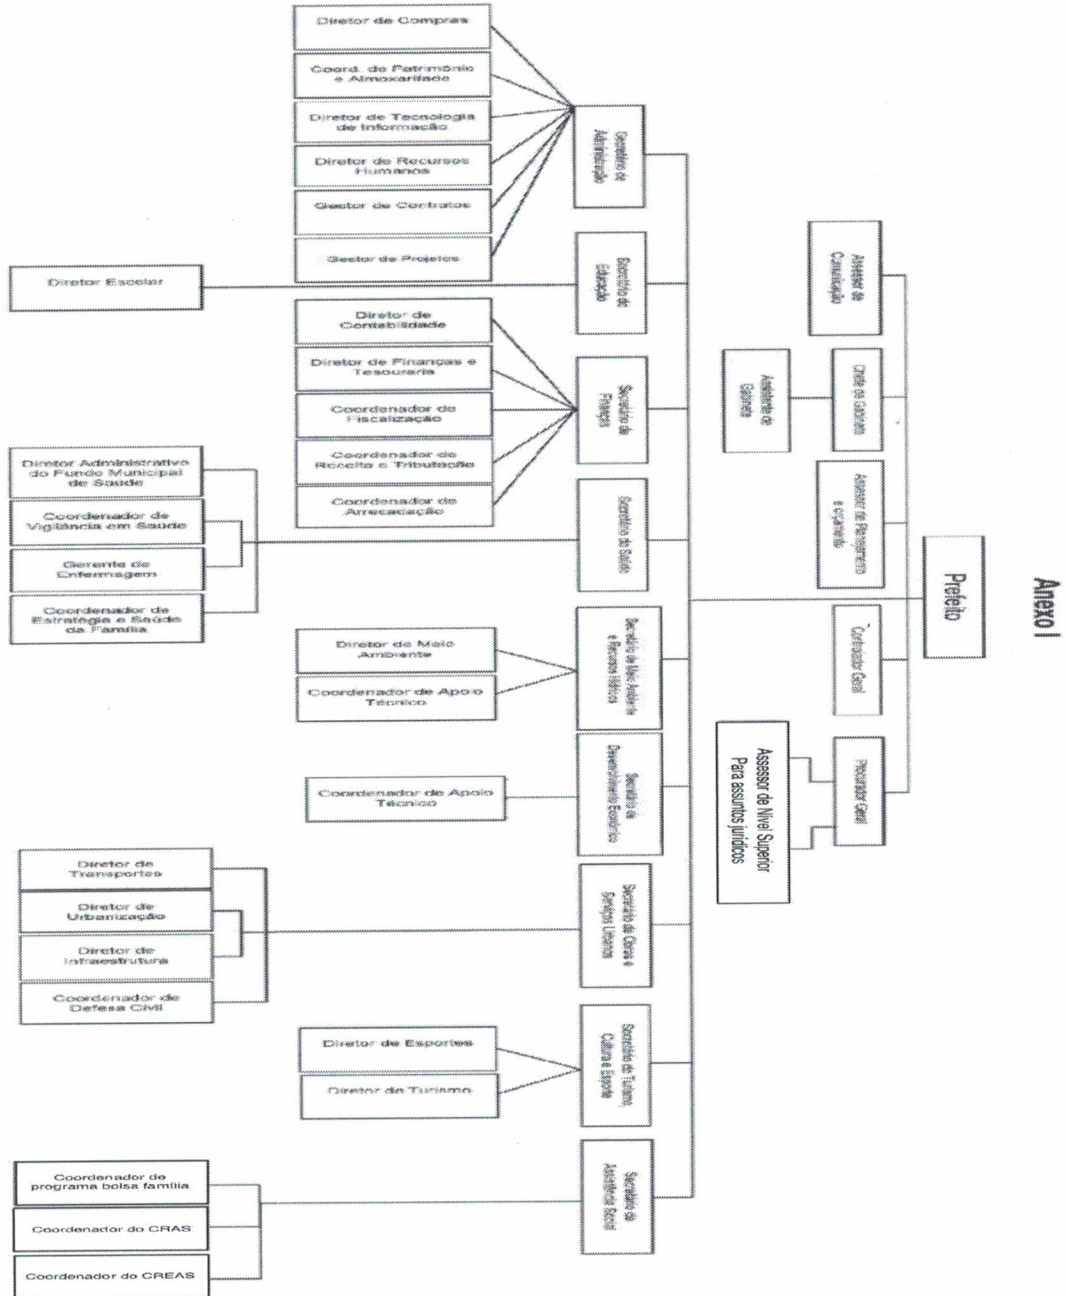 Anexo I
Prefeito
Assessor de
Comunicação
Chefe de Gabinete
Assistente de
Gabinete
Assessor de Planejamento
e orçamento
Controlador Geral
Procurador Geral
Assessor de Nível Superior
Para assuntos jurídicos
Secretário de
Administração
Diretor de Compras
Coord. de Patrimônio
e Almoxarifado
Diretor de Tecnologia
de Informação
Diretor de Recursos
Humanos
Gestor de Contratos
Gestor de Projetos
Secretário de
Educação
Diretor Escolar
Secretário de
Finanças
Diretor de
Contabilidade
Diretor de Finanças e
Tesouraria
Coordenador de
Fiscalização
Coordenador de
Receita e Tributação
Coordenador de
Arrecadação
Secretário de Saúde
Diretor Administrativo
do Fundo Municipal
de Saúde
Coordenador de
Vigilância em Saúde
Gerente de
Enfermagem
Coordenador de
Estratégia e Saúde
da Família
Secretário de Meio Ambiente
e Recursos Hídricos
Diretor de Meio
Ambiente
Coordenador de Apoio
Técnico
Secretário de
Desenvolvimento Econômico
Coordenador de Apoio
Técnico
Secretário de Obras e
Serviços Urbanos
Diretor de
Transportes
Diretor de
Urbanização
Diretor de
Infraestrutura
Coordenador de
Defesa Civil
Secretário de Turismo,
Cultura e Esporte
Diretor de Esportes
Diretor de Turismo
Secretário de
Assistência Social
Coordenador de
programa bolsa família
Coordenador do CRAS
Coordenador do CREAS